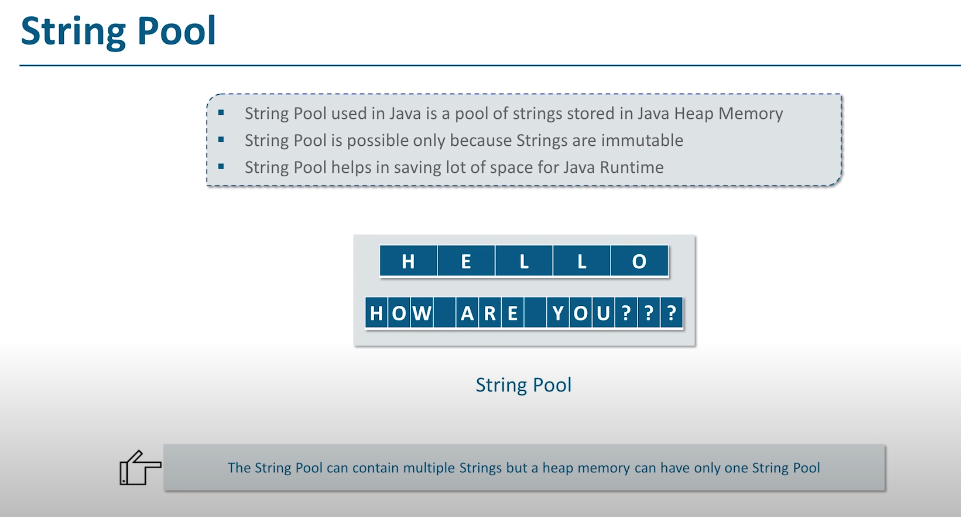 String Pool
▪ String Pool used in Java is a pool of strings stored in Java Heap Memory
▪ String Pool is possible only because Strings are immutable
▪ String Pool helps in saving lot of space for Java Runtime
H E L L O
HOW ARE YOU???
String Pool
The String Pool can contain multiple Strings but a heap memory can have only one String Pool